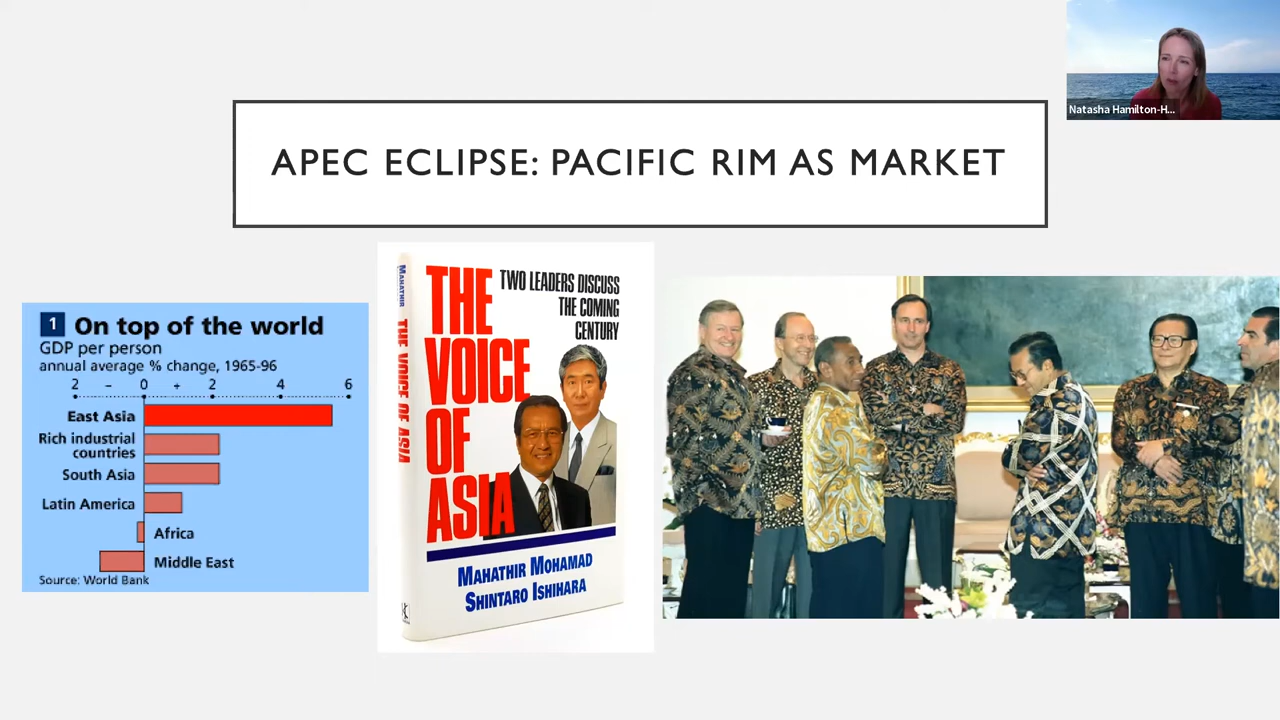 Natasha Hamilton-H...
APEC ECLIPSE: PACIFIC RIM AS MARKET
1 On top of the world
GDP per person
annual average % change, 1965-96
2 – 0 + 2 4 6
East Asia
Rich industrial
countries
South Asia
Latin America
Africa
Middle East
Source: World Bank
MAHATHIR
THE VOICE OF ASIA
THE
VOICE
OF
ASIA
TWO LEADERS DISCUSS
THE COMING
CENTURY
MAHATHIR MOHAMAD
SHINTARO ISHIHARA